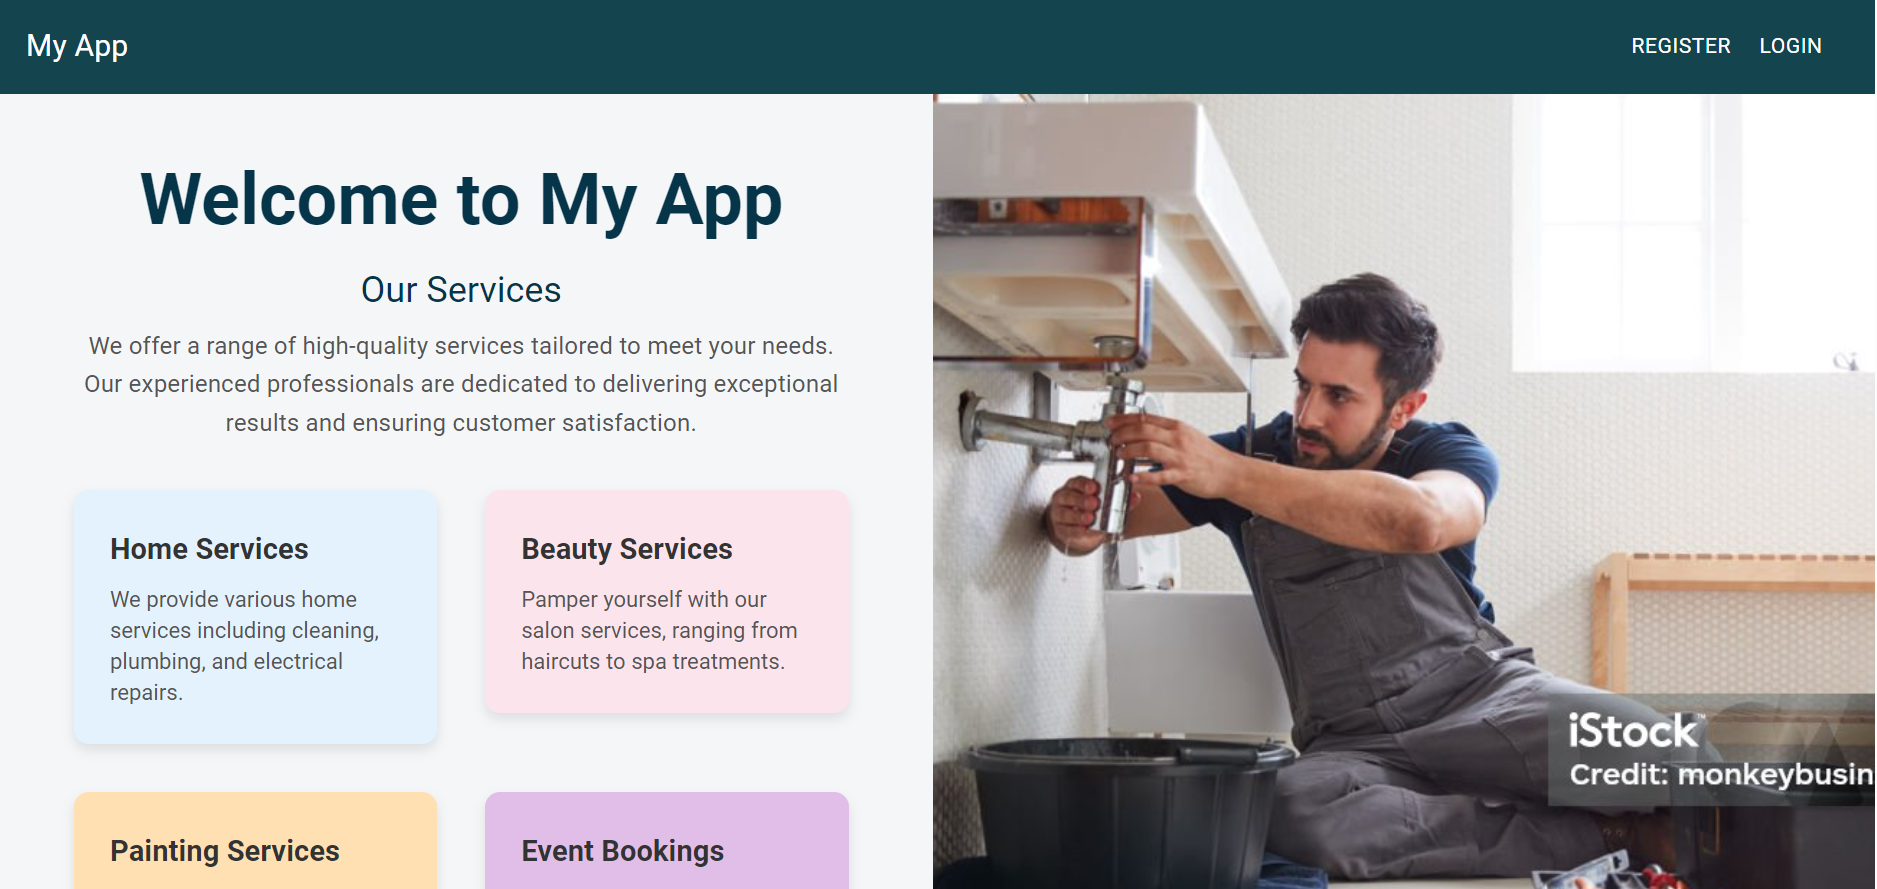 My App
REGISTER
LOGIN
Welcome to My App
Our Services
We offer a range of high-quality services tailored to meet your needs.
Our experienced professionals are dedicated to delivering exceptional
results and ensuring customer satisfaction.
Home Services
We provide various home
services including cleaning,
plumbing, and electrical
repairs.
Beauty Services
Pamper yourself with our
salon services, ranging from
haircuts to spa treatments.
Painting Services
Event Bookings
iStock™
Credit: monkeybusin